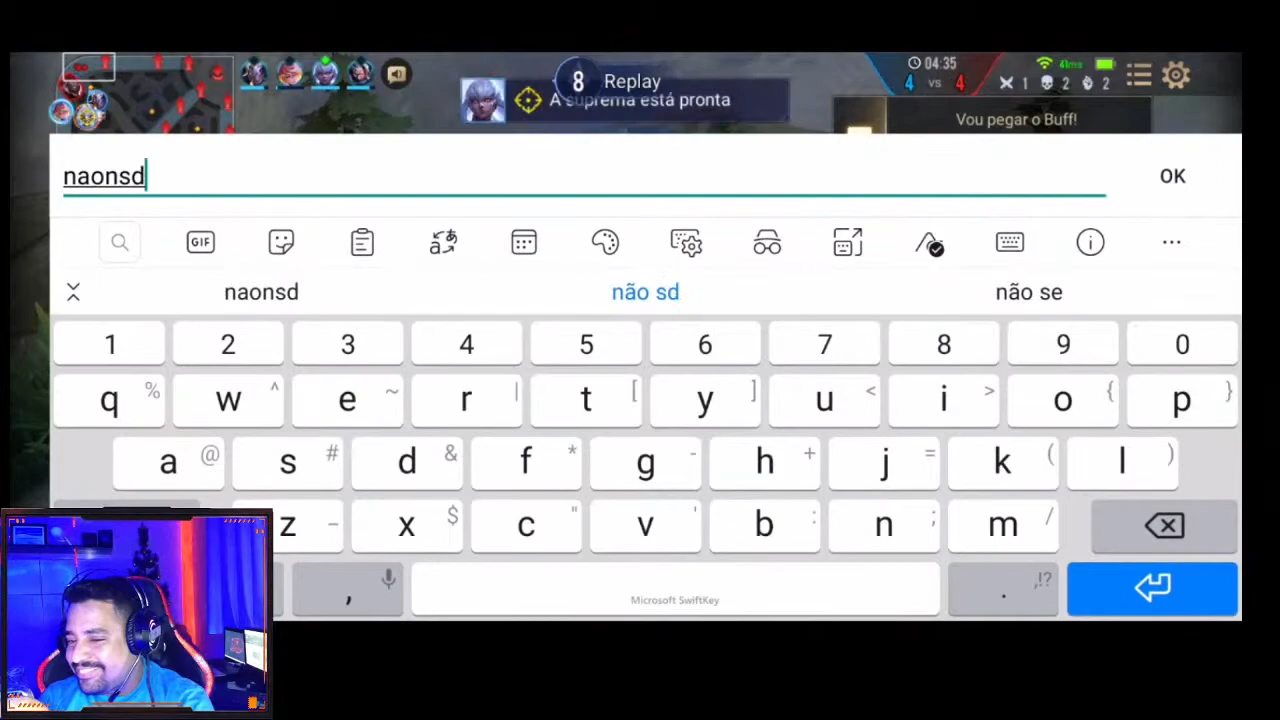 04:35
41ms
8 Replay
4 vs. 4
1 2 2
A suprema está pronta
Vou pegar o Buff!
naonsd
OK
GIF
naonsd não sd não se
1 2 3 4 5 6 7 8 9 0
q % w ^ e ~ r | t [ y ] u < i > o { p }
a @ s # d & f * g - h + j = k ( l )
z _ x $ c " v ' b : n ; m /
, Microsoft SwiftKey . ,!?